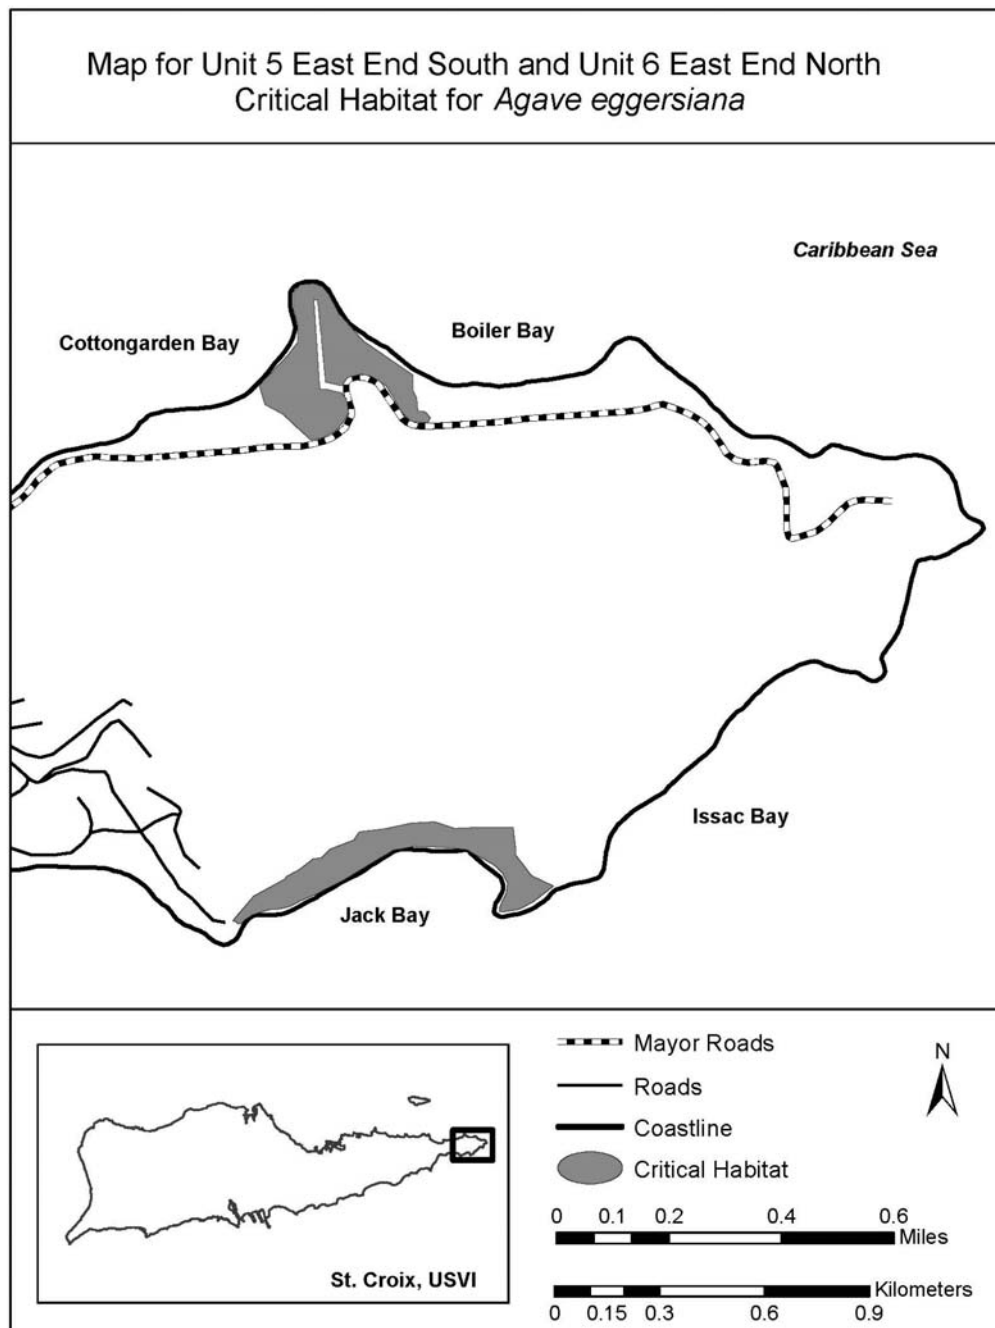 Map for Unit 5 East End South and Unit 6 East End North
Critical Habitat for Agave eggersiana
Caribbean Sea
Cottongarden Bay
Boiler Bay
Issac Bay
Jack Bay
St. Croix, USVI
Mayor Roads
Roads
Coastline
Critical Habitat
N
0 0.1 0.2 0.4 0.6
Miles
Kilometers
0 0.15 0.3 0.6 0.9